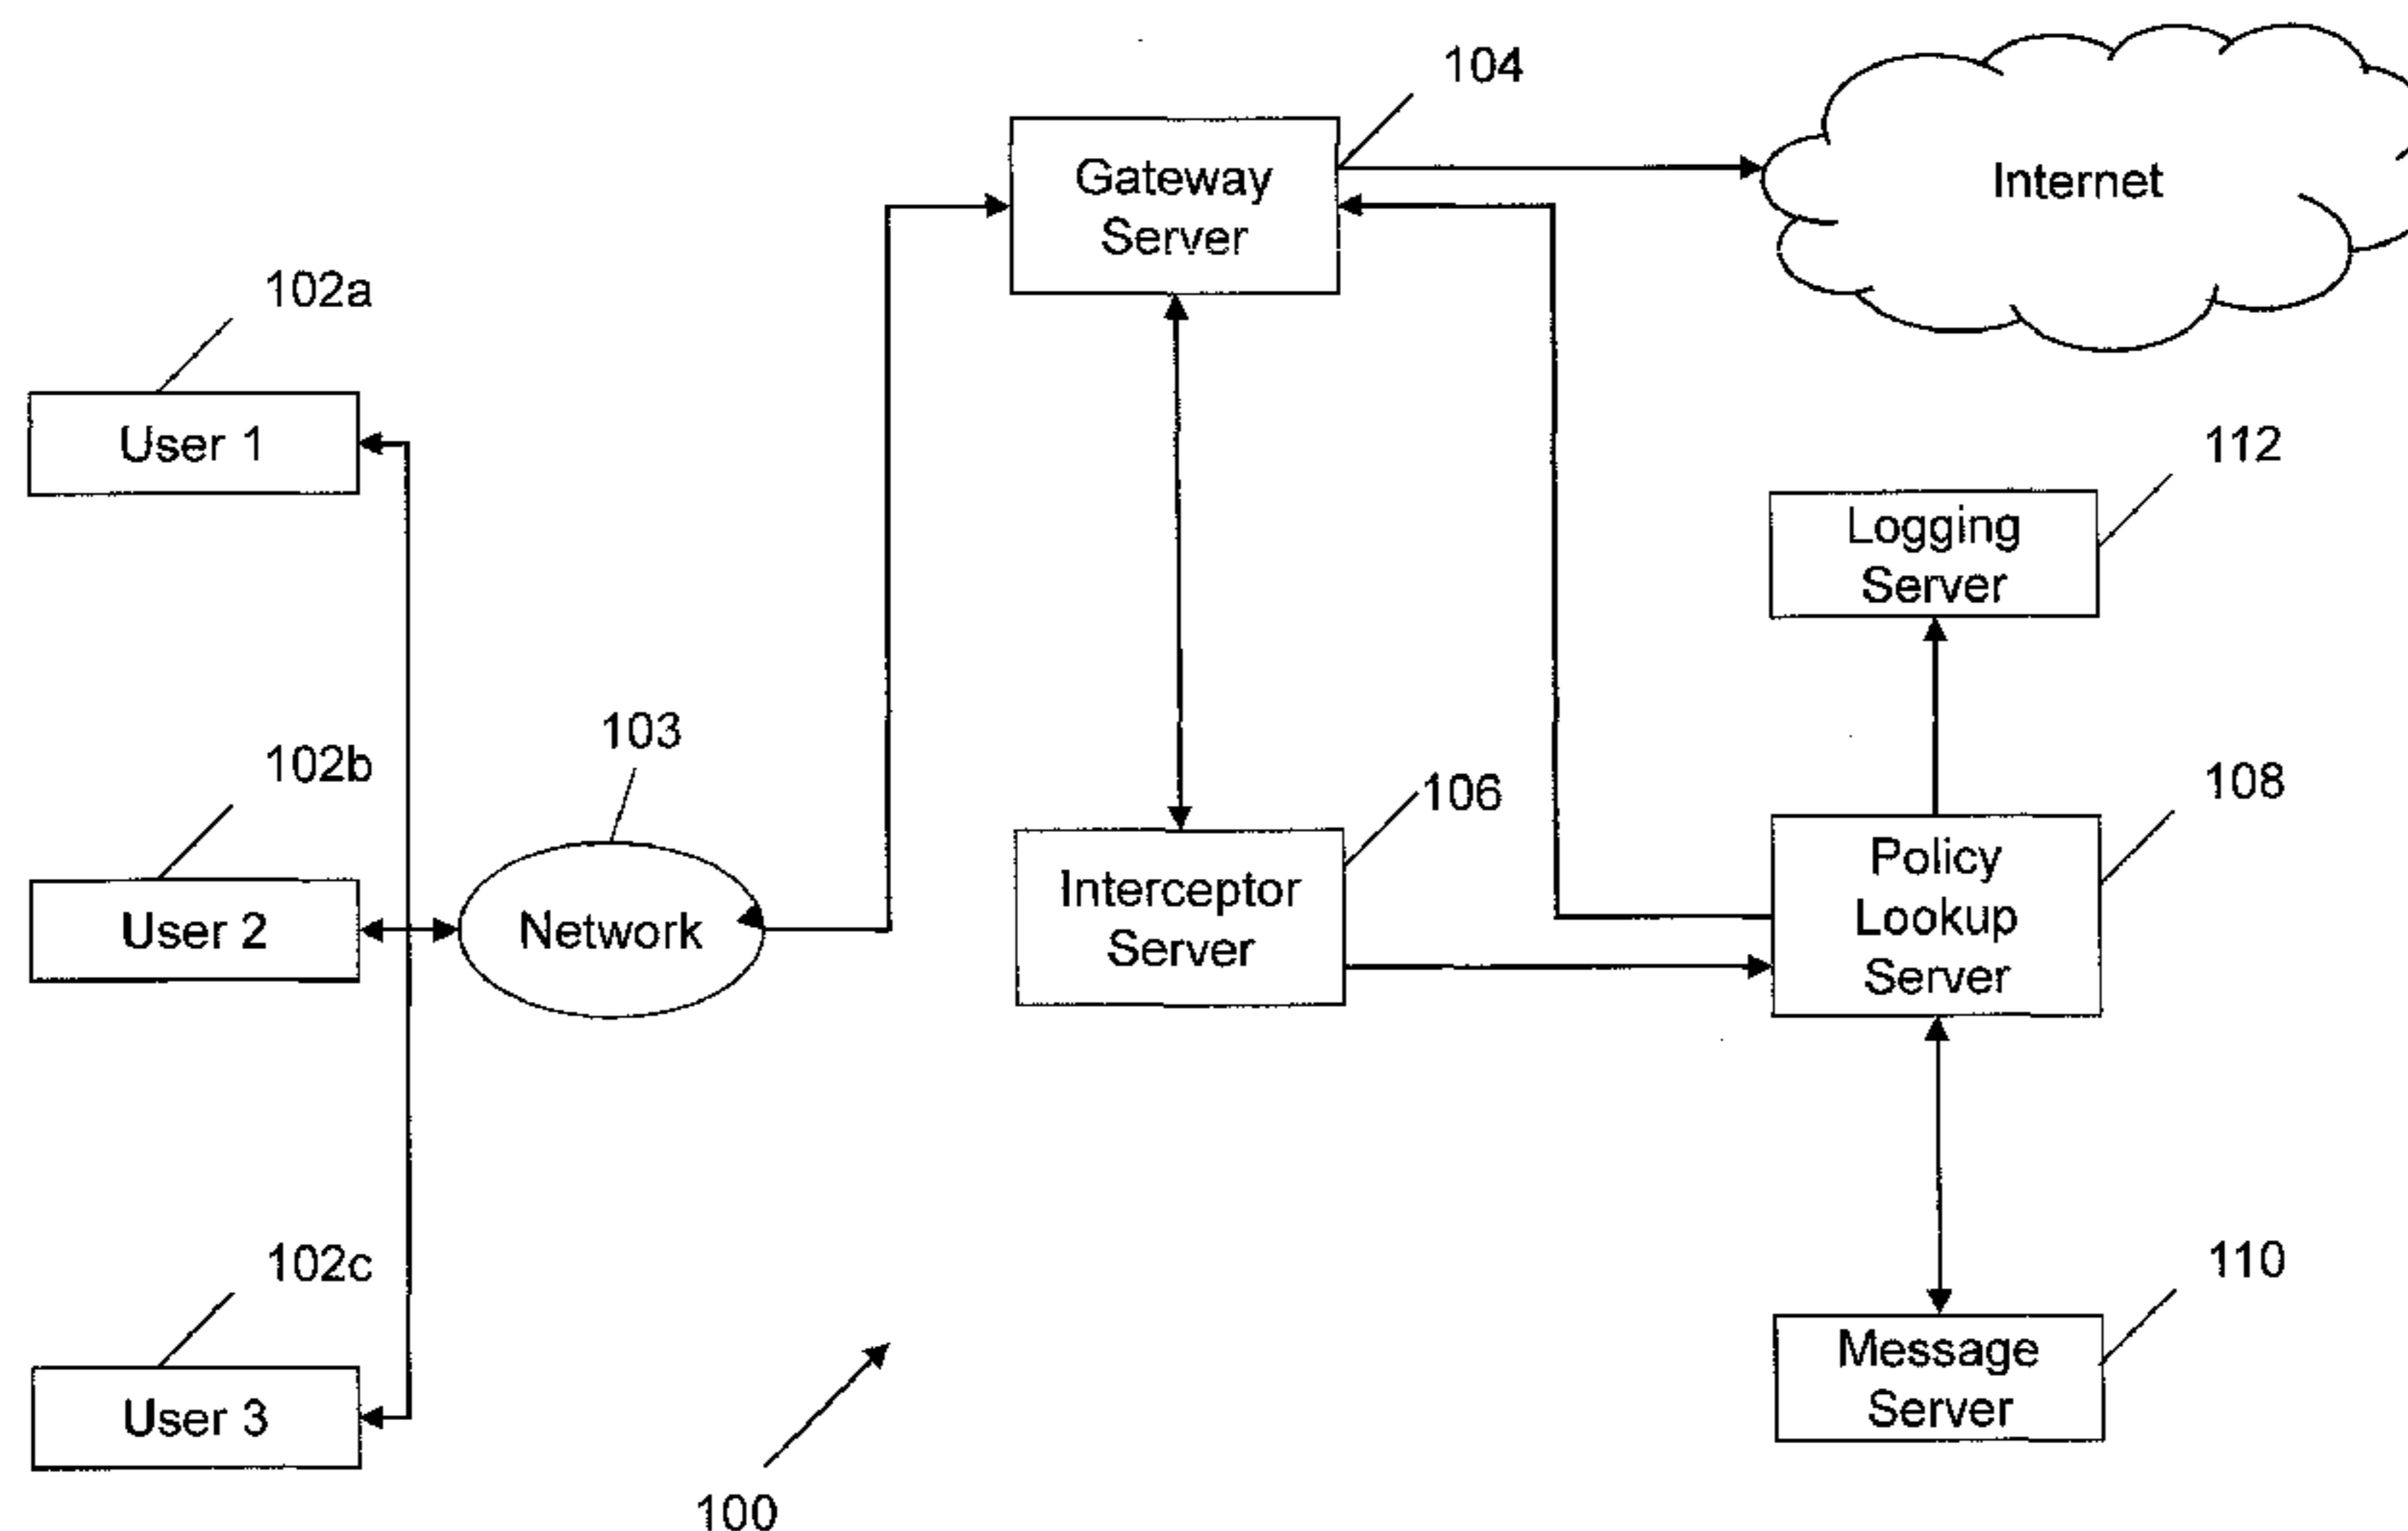 104
Gateway
Server
Internet
102a
User 1
112
Logging
Server
103
102b
User 2
Network
106
Interceptor
Server
108
Policy
Lookup
Server
102c
User 3
110
Message
Server
100